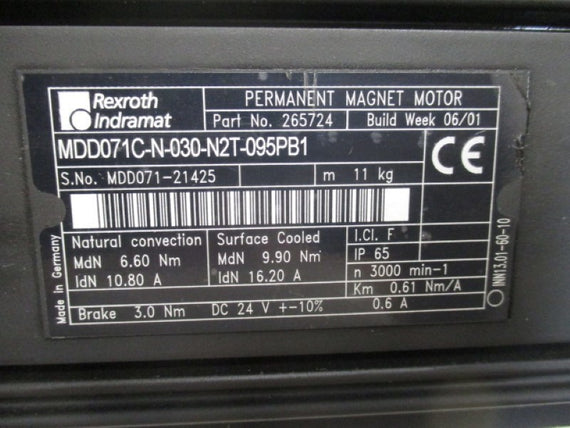 Rexroth
Indramat
PERMANENT MAGNET MOTOR
Part No. 265724
Build Week 06/01
MDD071C-N-030-N2T-095PB1
CE
S.No. MDD071-21425
m 11 kg
Made in Germany
Natural convection
MdN 6.60 Nm
IdN 10.80 A
Surface Cooled
MdN 9.90 Nm
IdN 16.20 A
I.Cl. F
IP 65
n 3000 min-1
Km 0.61 Nm/A
Brake 3.0 Nm DC 24 V +-10% 0.6 A
INN13.01-60-10